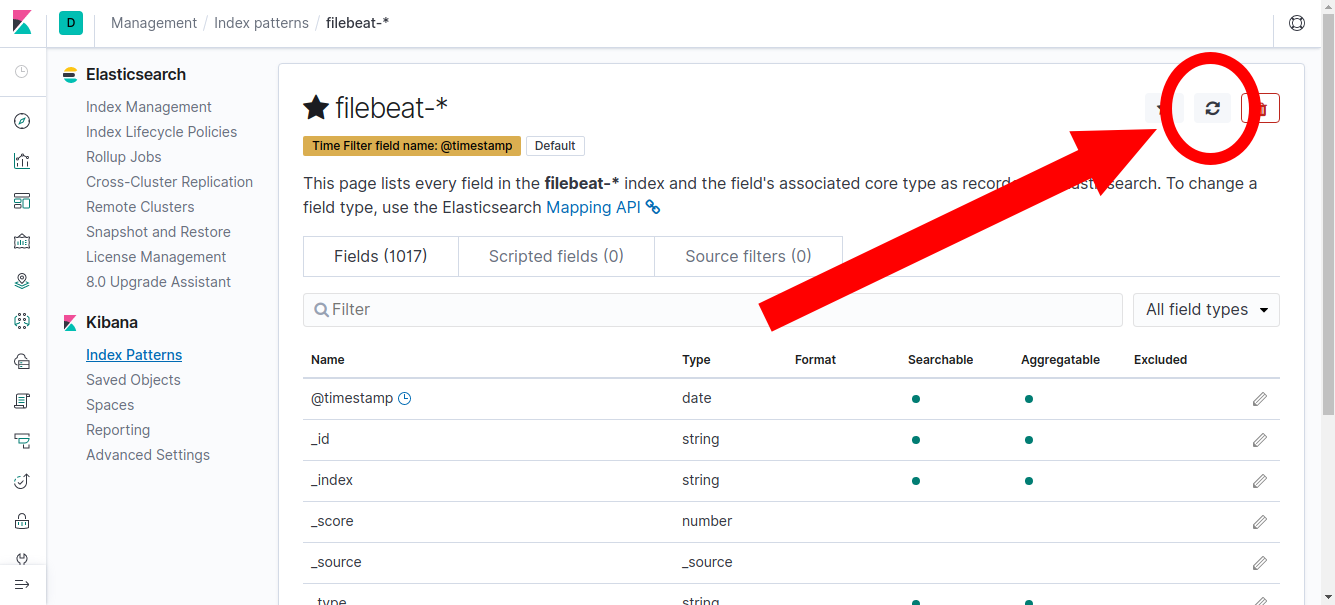 D Management / Index patterns / filebeat-*
Elasticsearch
Index Management
Index Lifecycle Policies
Rollup Jobs
Cross-Cluster Replication
Remote Clusters
Snapshot and Restore
License Management
8.0 Upgrade Assistant
Kibana
Index Patterns
Saved Objects
Spaces
Reporting
Advanced Settings
filebeat-*
Time Filter field name: @timestamp Default
This page lists every field in the filebeat-* index and the field's associated core type as search. To change a
field type, use the Elasticsearch Mapping API
Fields (1017) Scripted fields (0) Source filters (0)
Filter All field types
Name Type Format Searchable Aggregatable Excluded
@timestamp date
_id string
_index string
_score number
_source _source
_type string